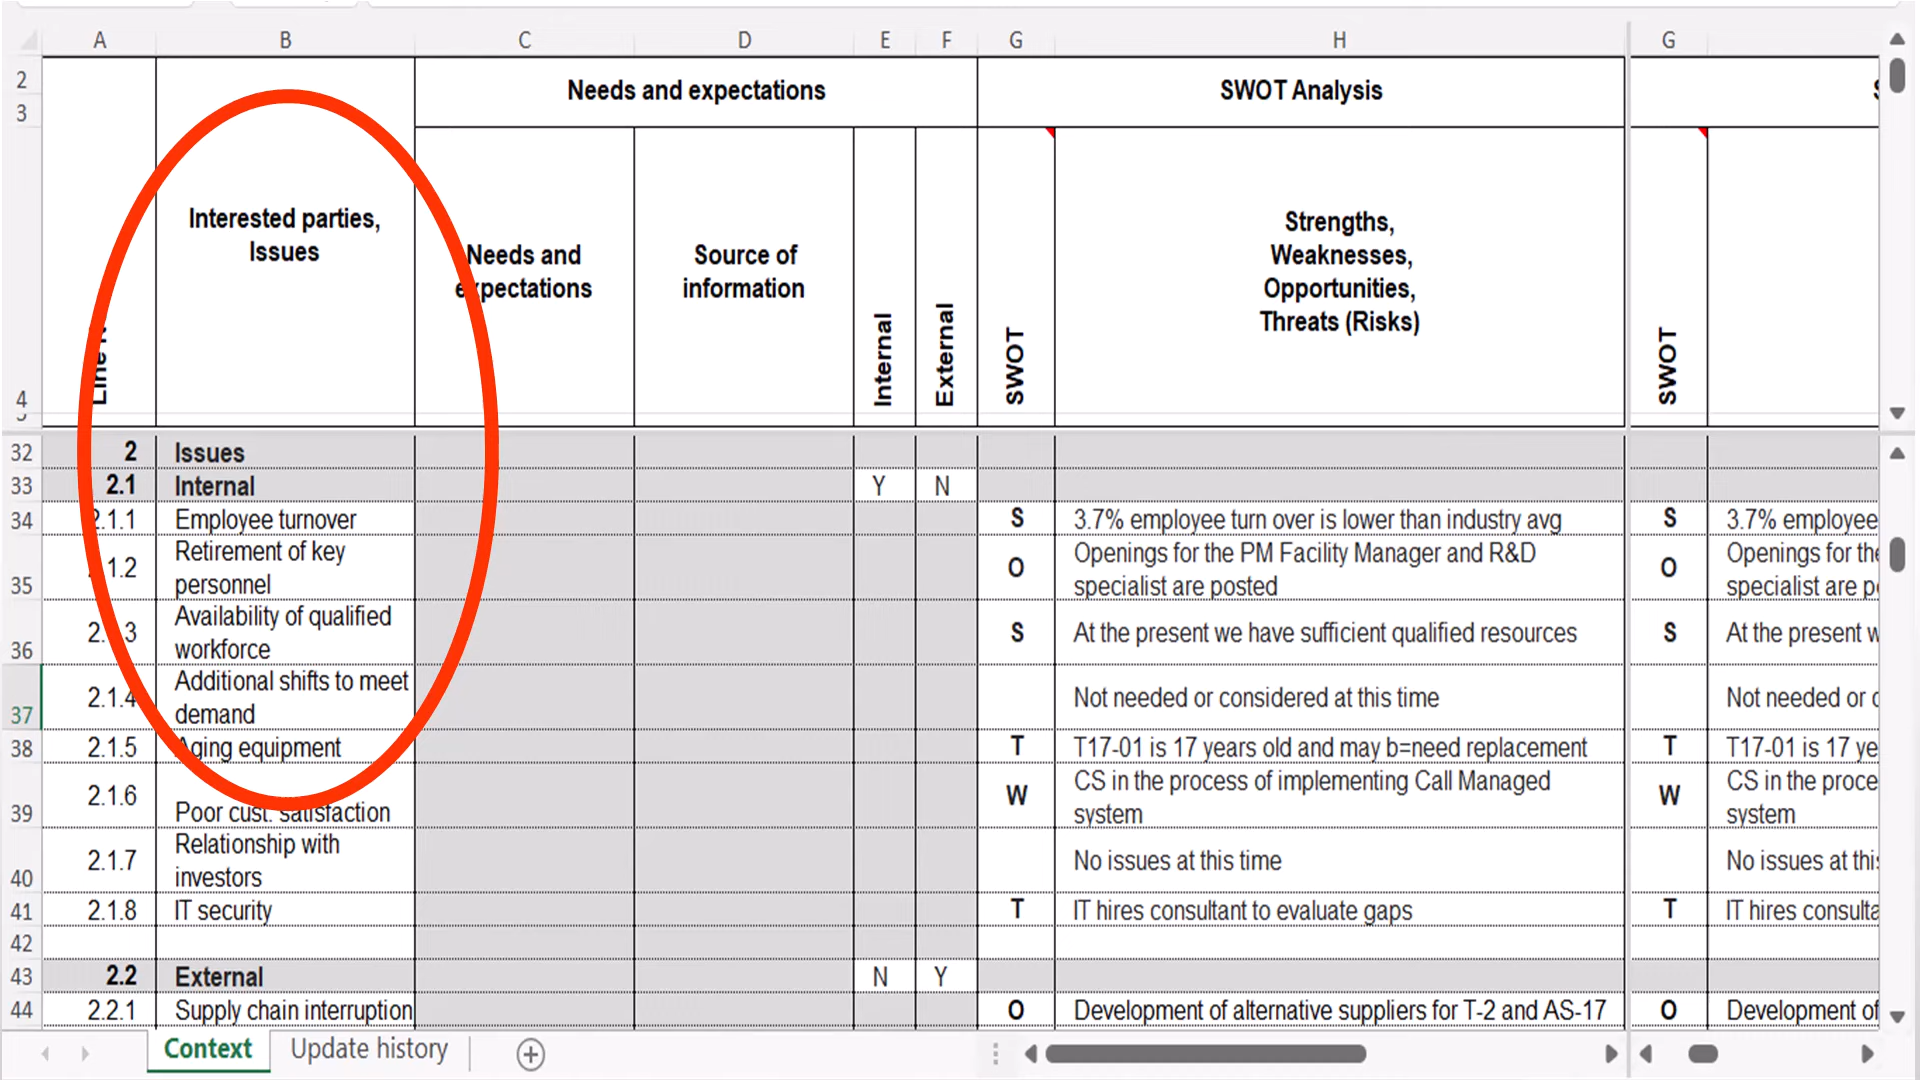 A B C D E F G H G
2 Needs and expectations SWOT Analysis
3
Interested parties,
Issues
Needs and
expectations
Source of
information
Internal
External
SWOT
Strengths,
Weaknesses,
Opportunities,
Threats (Risks)
SWOT
4
32 2 Issues
33 2.1 Internal Y N
34 2.1.1 Employee turnover S 3.7% employee turn over is lower than industry avg S 3.7% employee
35 2.1.2 Retirement of key
personnel O Openings for the PM Facility Manager and R&D
specialist are posted O Openings for the
specialist are
36 2.1.3 Availability of qualified
workforce S At the present we have sufficient qualified resources S At the present
37 2.1.4 Additional shifts to meet
demand Not needed or considered at this time Not needed or
38 2.1.5 Aging equipment T T17-01 is 17 years old and may b=need replacement T T17-01 is 17
39 2.1.6 Poor cust. satisfaction W CS in the process of implementing Call Managed
system W CS in the
system
40 2.1.7 Relationship with
investors No issues at this time No issues at
41 2.1.8 IT security T IT hires consultant to evaluate gaps T IT hires
42
43 2.2 External N Y
44 2.2.1 Supply chain interruption O Development of alternative suppliers for T-2 and AS-17 O Development of
Context Update history